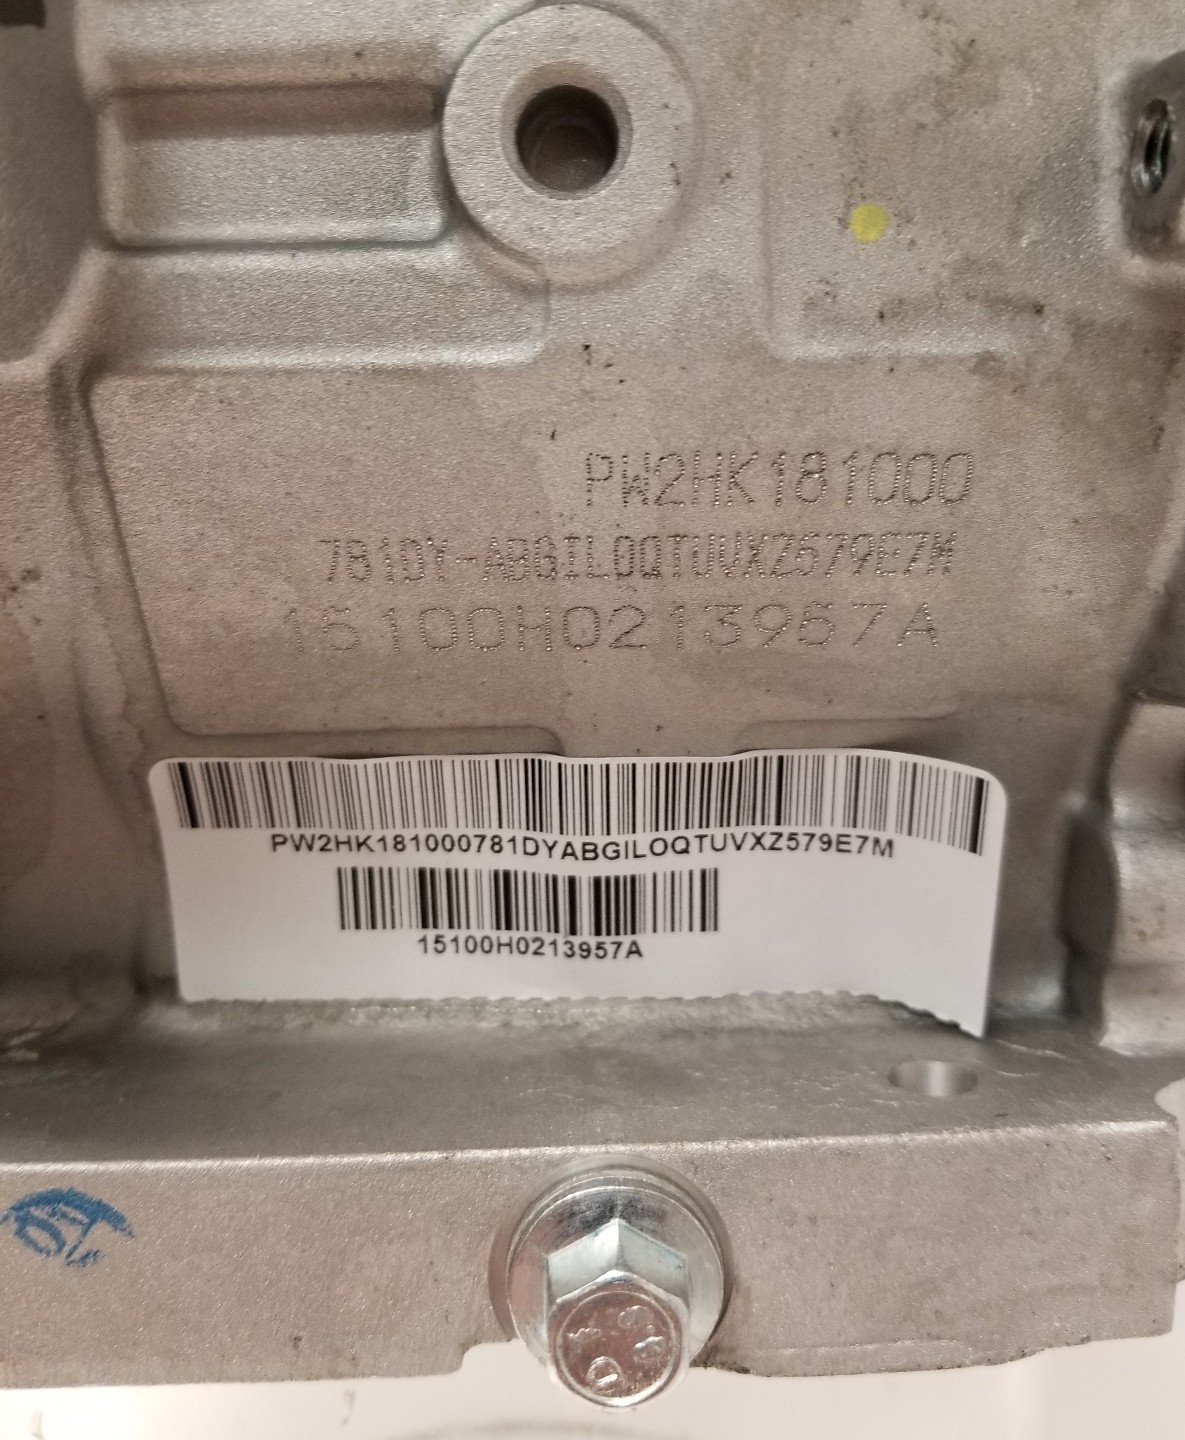 PW2HK181000
781DY-ABGILOQTUVXZ579E7M
15100H0213957A
PW2HK181000781DYABGILOQTUVXZ579E7M
15100H0213957A